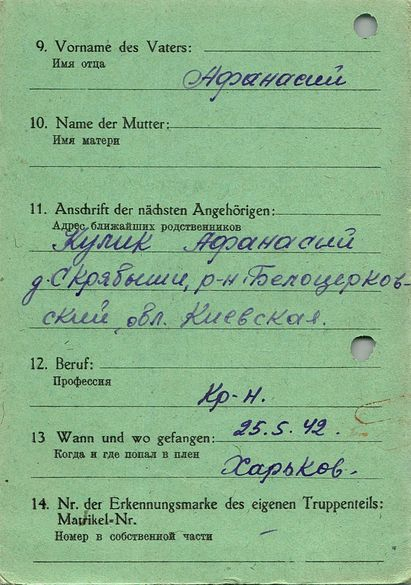 9. Vorname des Vaters:
Имя отца
Афанасий
10. Name der Mutter:
Имя матери
11. Anschrift der nächsten Angehörigen:
Адрес ближайших родственников
Кулик Афанасий
д. Скрябыши, р-н Белоцерков-
ский, обл. Киевская.
12. Beruf:
Профессия
Кр-н.
13 Wann und wo gefangen: 25.5.42.
Когда и где попал в плен
Харьков.
14. Nr. der Erkennungsmarke des eigenen Truppenteils:
Matrikel-Nr.
Номер в собственной части